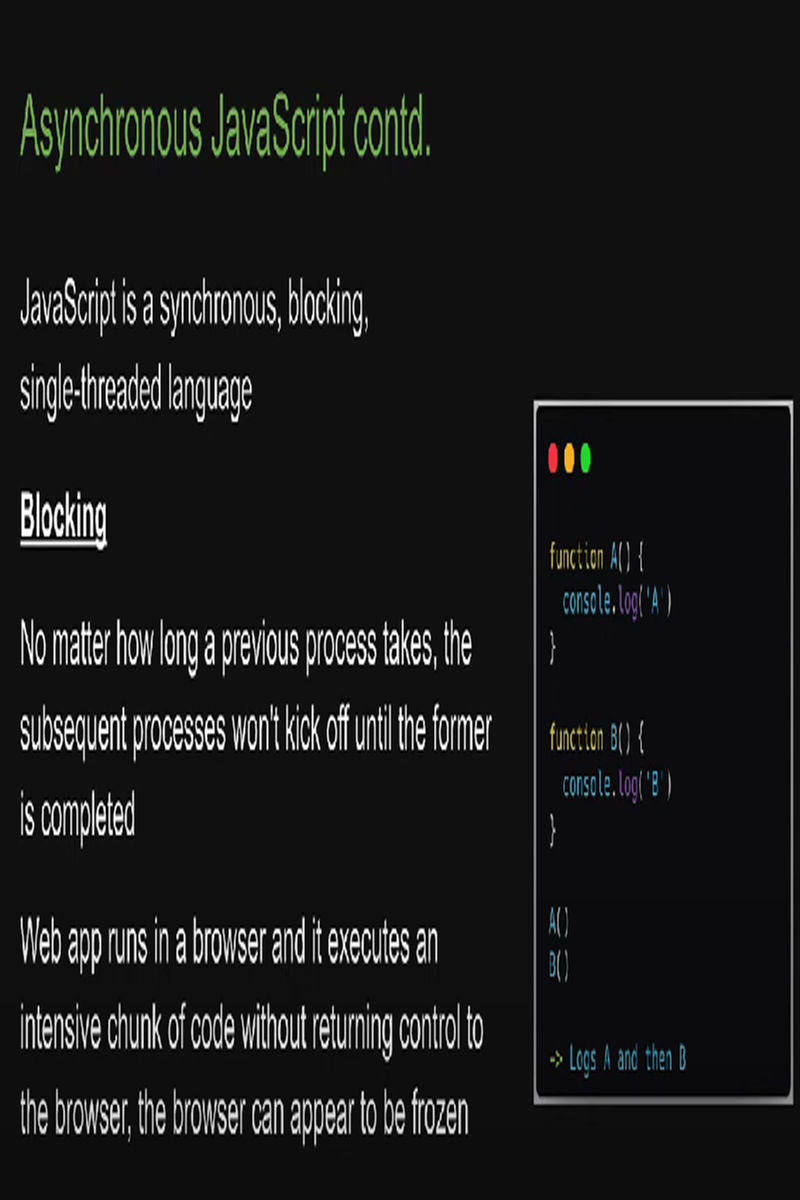 Asynchronous JavaScript contd.
JavaScript is a synchronous, blocking,
single-threaded language
Blocking
No matter how long a previous process takes, the
subsequent processes won't kick off until the former
is completed
Web app runs in a browser and it executes an
intensive chunk of code without returning control to
the browser, the browser can appear to be frozen
function A() {
  console.log('A')
}
function B() {
  console.log('B')
}
A()
B()
-> Logs A and then B